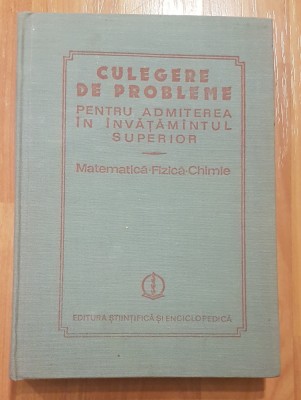 CULEGERE
DE PROBLEME
PENTRU ADMITEREA
ÎN ÎNVĂȚĂMÎNTUL
SUPERIOR
Matematică·Fizică·Chimie
EDITURA ȘTIINȚIFICĂ ȘI ENCICLOPEDICĂ